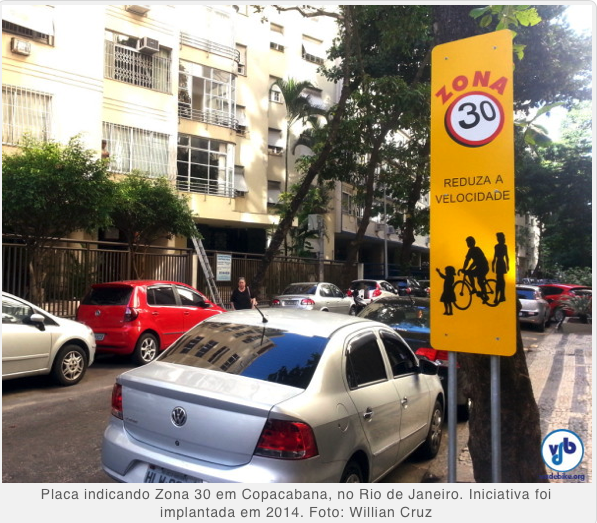 ZONA
30
REDUZA A
VELOCIDADE
Placa indicando Zona 30 em Copacabana, no Rio de Janeiro. Iniciativa foi
implantada em 2014. Foto: Willian Cruz